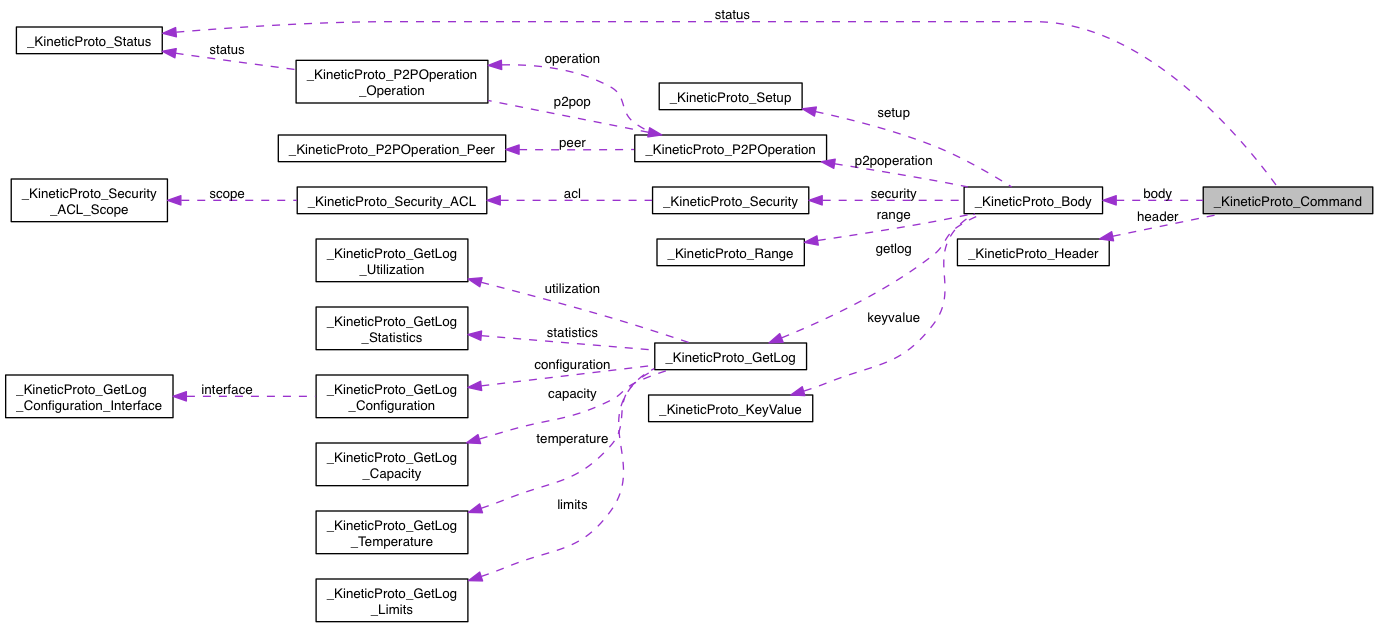 status
_KineticProto_Status
status
_KineticProto_P2POperation
_Operation
operation
p2pop
_KineticProto_Setup
setup
_KineticProto_P2POperation_Peer
peer
_KineticProto_P2POperation
p2poperation
_KineticProto_Security
_ACL_Scope
scope
_KineticProto_Security_ACL
acl
_KineticProto_Security
security
_KineticProto_Body
body
_KineticProto_Command
range
header
_KineticProto_Range
getlog
_KineticProto_Header
_KineticProto_GetLog
_Utilization
utilization
keyvalue
_KineticProto_GetLog
_Statistics
statistics
_KineticProto_GetLog
configuration
_KineticProto_GetLog
_Configuration_Interface
interface
_KineticProto_GetLog
_Configuration
capacity
_KineticProto_KeyValue
temperature
_KineticProto_GetLog
_Capacity
limits
_KineticProto_GetLog
_Temperature
_KineticProto_GetLog
_Limits